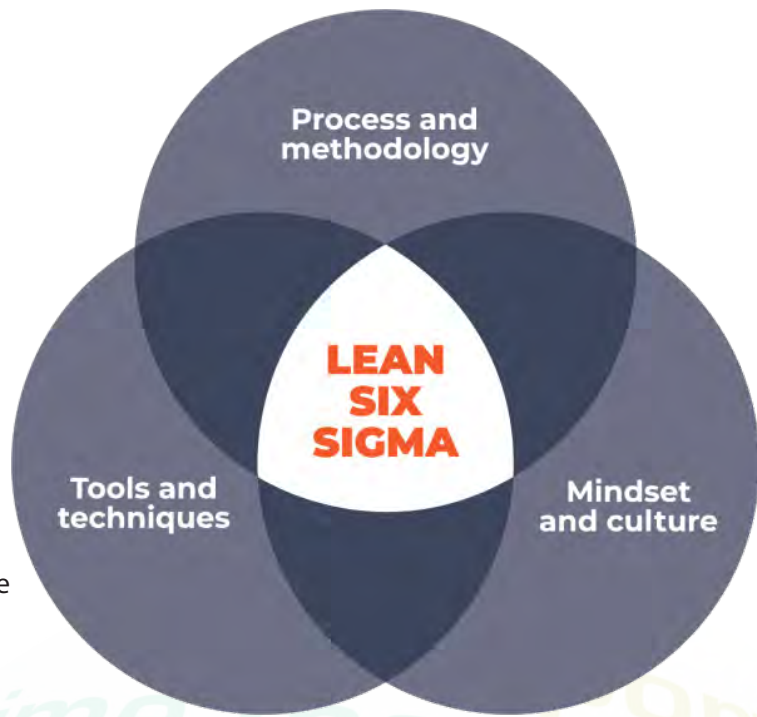 Process and
methodology
LEAN
SIX
SIGMA
Tools and
techniques
Mindset
and culture
e